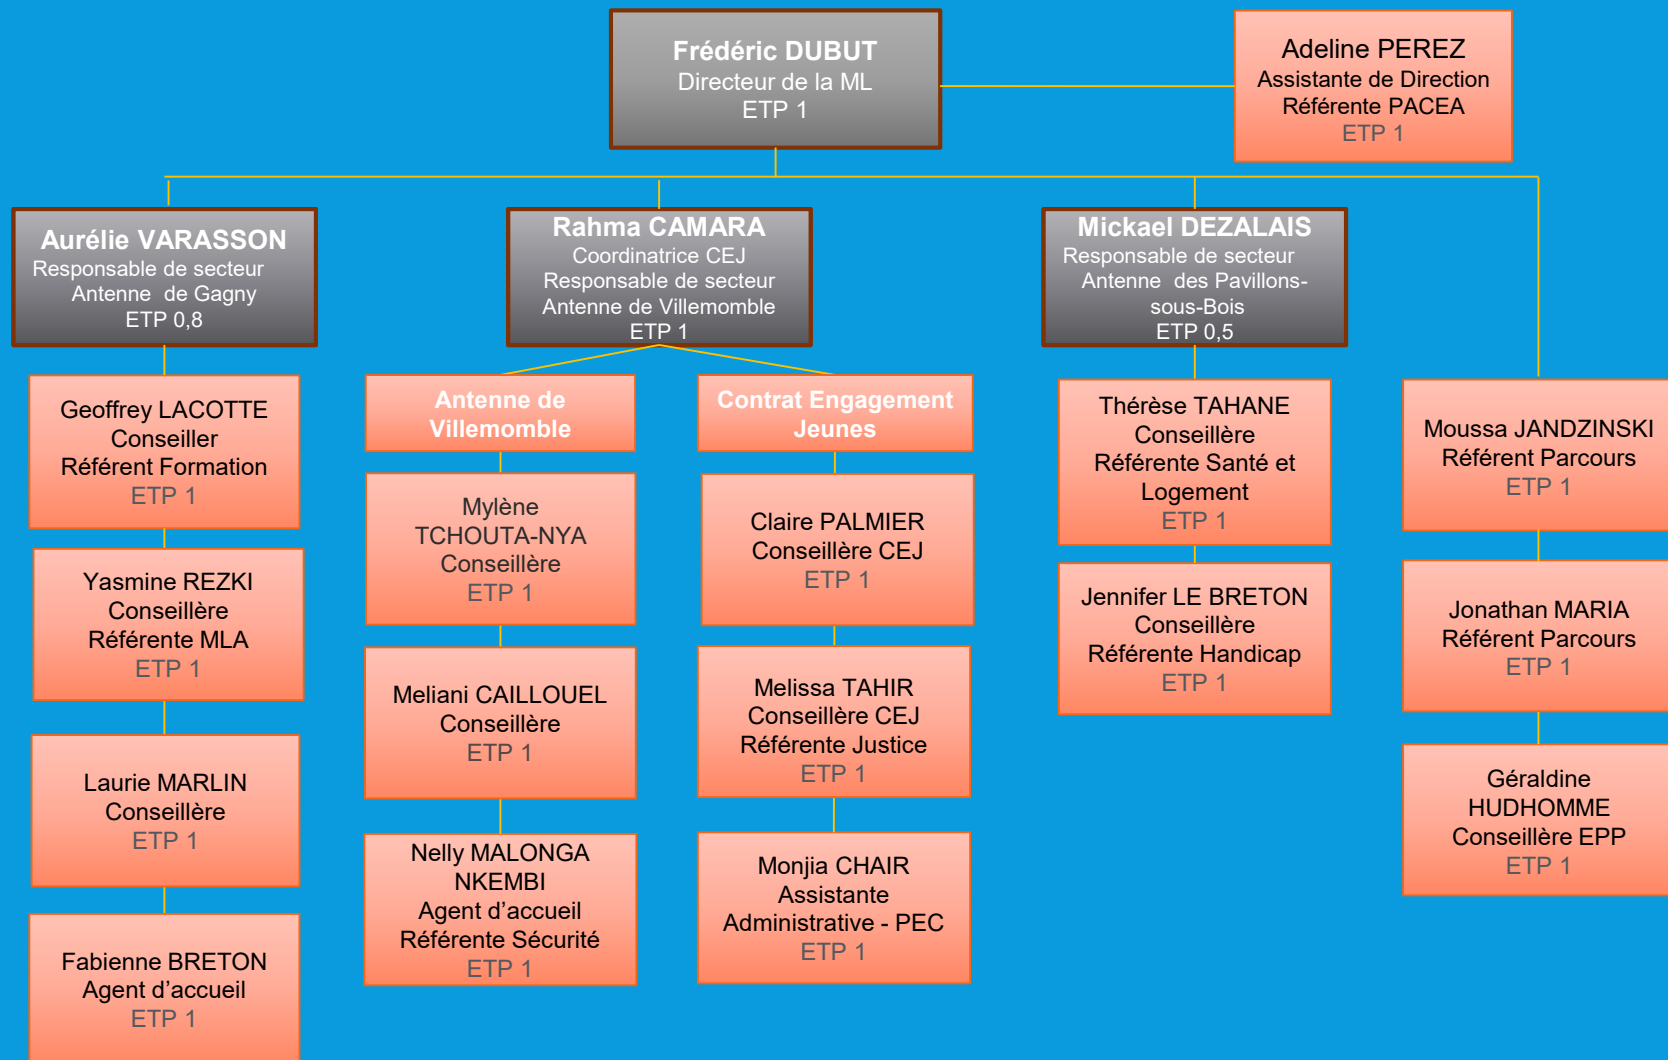 Frédéric DUBUT
Directeur de la ML
ETP 1
Adeline PEREZ
Assistante de Direction
Référente PACEA
ETP 1
Aurélie VARASSON
Responsable de secteur
Antenne de Gagny
ETP 0,8
Rahma CAMARA
Coordinatrice CEJ
Responsable de secteur
Antenne de Villemomble
ETP 1
Mickael DEZALAIS
Responsable de secteur
Antenne des Pavillons-
sous-Bois
ETP 0,5
Geoffrey LACOTTE
Conseiller
Référent Formation
ETP 1
Yasmine REZKI
Conseillère
Référente MLA
ETP 1
Laurie MARLIN
Conseillère
ETP 1
Fabienne BRETON
Agent d’accueil
ETP 1
Antenne de
Villemomble
Mylène
TCHOUTA-NYA
Conseillère
ETP 1
Meliani CAILLOUEL
Conseillère
ETP 1
Nelly MALONGA
NKEMBI
Agent d’accueil
Référente Sécurité
ETP 1
Contrat Engagement
Jeunes
Claire PALMIER
Conseillère CEJ
ETP 1
Melissa TAHIR
Conseillère CEJ
Référente Justice
ETP 1
Monjia CHAIR
Assistante
Administrative - PEC
ETP 1
Thérèse TAHANE
Conseillère
Référente Santé et
Logement
ETP 1
Jennifer LE BRETON
Conseillère
Référente Handicap
ETP 1
Moussa JANDZINSKI
Référent Parcours
ETP 1
Jonathan MARIA
Référent Parcours
ETP 1
Géraldine
HUDHOMME
Conseillère EPP
ETP 1